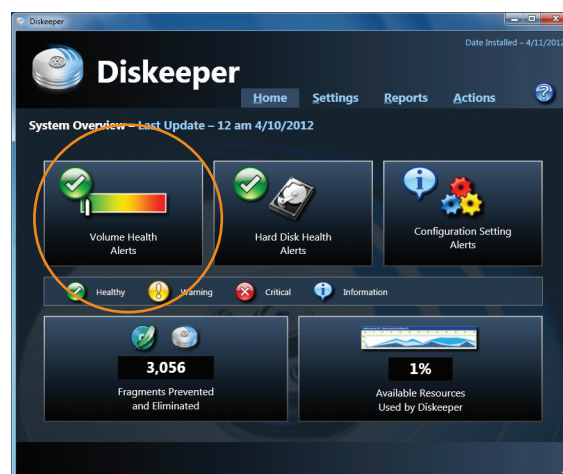 Diskeeper
Date Installed – 4/11/2012
Diskeeper
Home Settings Reports Actions
System Overview – Last Update – 12 am 4/10/2012
Volume Health
Alerts
Hard Disk Health
Alerts
Configuration Setting
Alerts
Healthy Warning Critical Information
3,056
Fragments Prevented
and Eliminated
1%
Available Resources
Used by Diskeeper